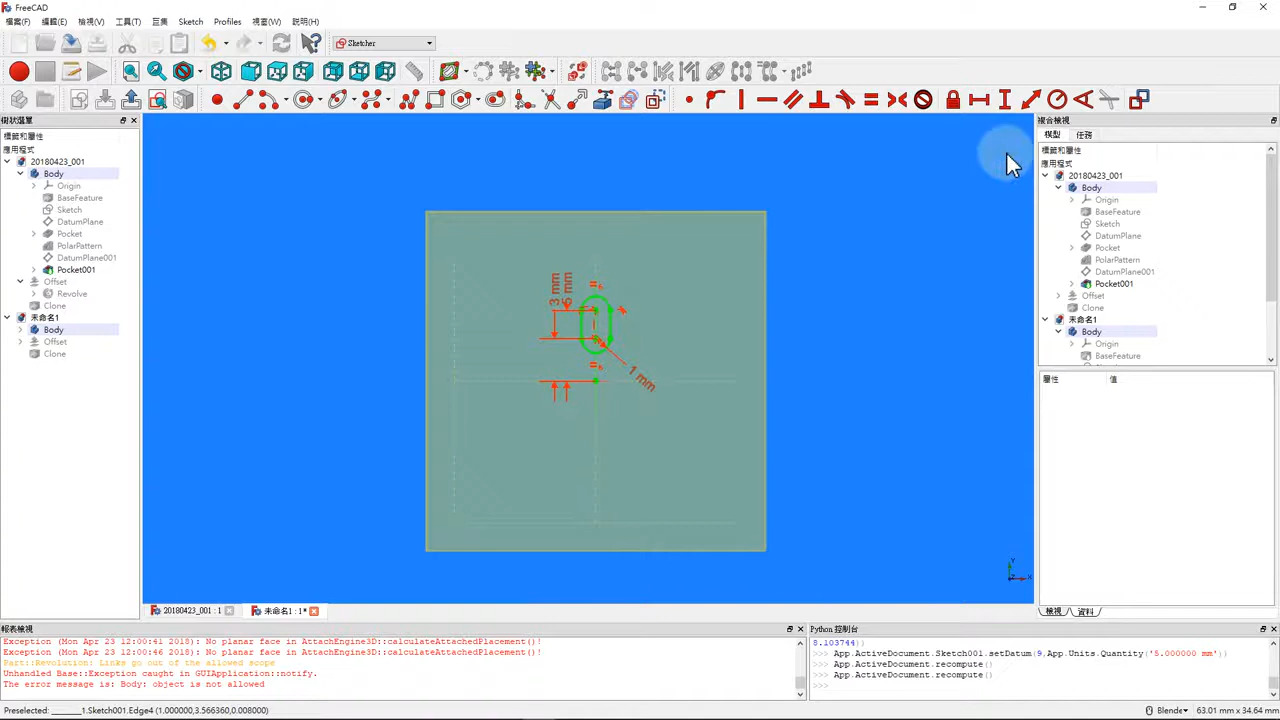 FreeCAD
檔案(F) 編輯(E) 檢視(V) 工具(T) 巨集 Sketch Profiles 視窗(W) 說明(H)
Sketcher
樹狀選單
標籤和屬性
應用程式
20180423_001
Body
Origin
BaseFeature
Sketch
DatumPlane
Pocket
PolarPattern
DatumPlane001
Pocket001
Offset
Revolve
Clone
未命名1
Body
Offset
Clone
3 mm
5 mm
1 mm
Y
X
複合檢視
模型 任務
標籤和屬性
應用程式
20180423_001
Body
Origin
BaseFeature
Sketch
DatumPlane
Pocket
PolarPattern
DatumPlane001
Pocket001
Offset
Clone
未命名1
Body
Origin
BaseFeature
屬性 值
檢視 資料
20180423_001 : 1 未命名1 : 1*
報表檢視
Exception (Mon Apr 23 12:00:41 2018): No planar face in AttachEngine3D::calculateAttachedPlacement()!
Exception (Mon Apr 23 12:00:46 2018): No planar face in AttachEngine3D::calculateAttachedPlacement()!
Part::Revolution: Links go out of the allowed scope
Unhandled Base::Exception caught in GUIApplication::notify.
The error message is: Body: object is not allowed
Python 控制台
8.103744))
>>> App.ActiveDocument.Sketch001.setDatum(9,App.Units.Quantity('5.000000 mm'))
>>> App.ActiveDocument.recompute()
>>> App.ActiveDocument.recompute()
>>>
Preselected: _______1.Sketch001.Edge4 (1.000000,3.566360,0.008000)
Blende 63.01 mm x 34.64 mm